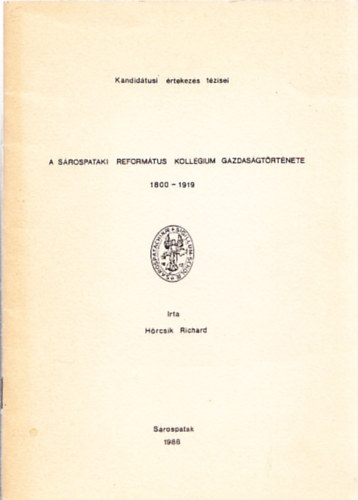 Kandidátusi értekezés tézisei
A SÁROSPATAKI REFORMÁTUS KOLLÉGIUM GAZDASÁGTÖRTÉNETE
1800 - 1919
Irta
Hörcsik Richard
Sárospatak
1988